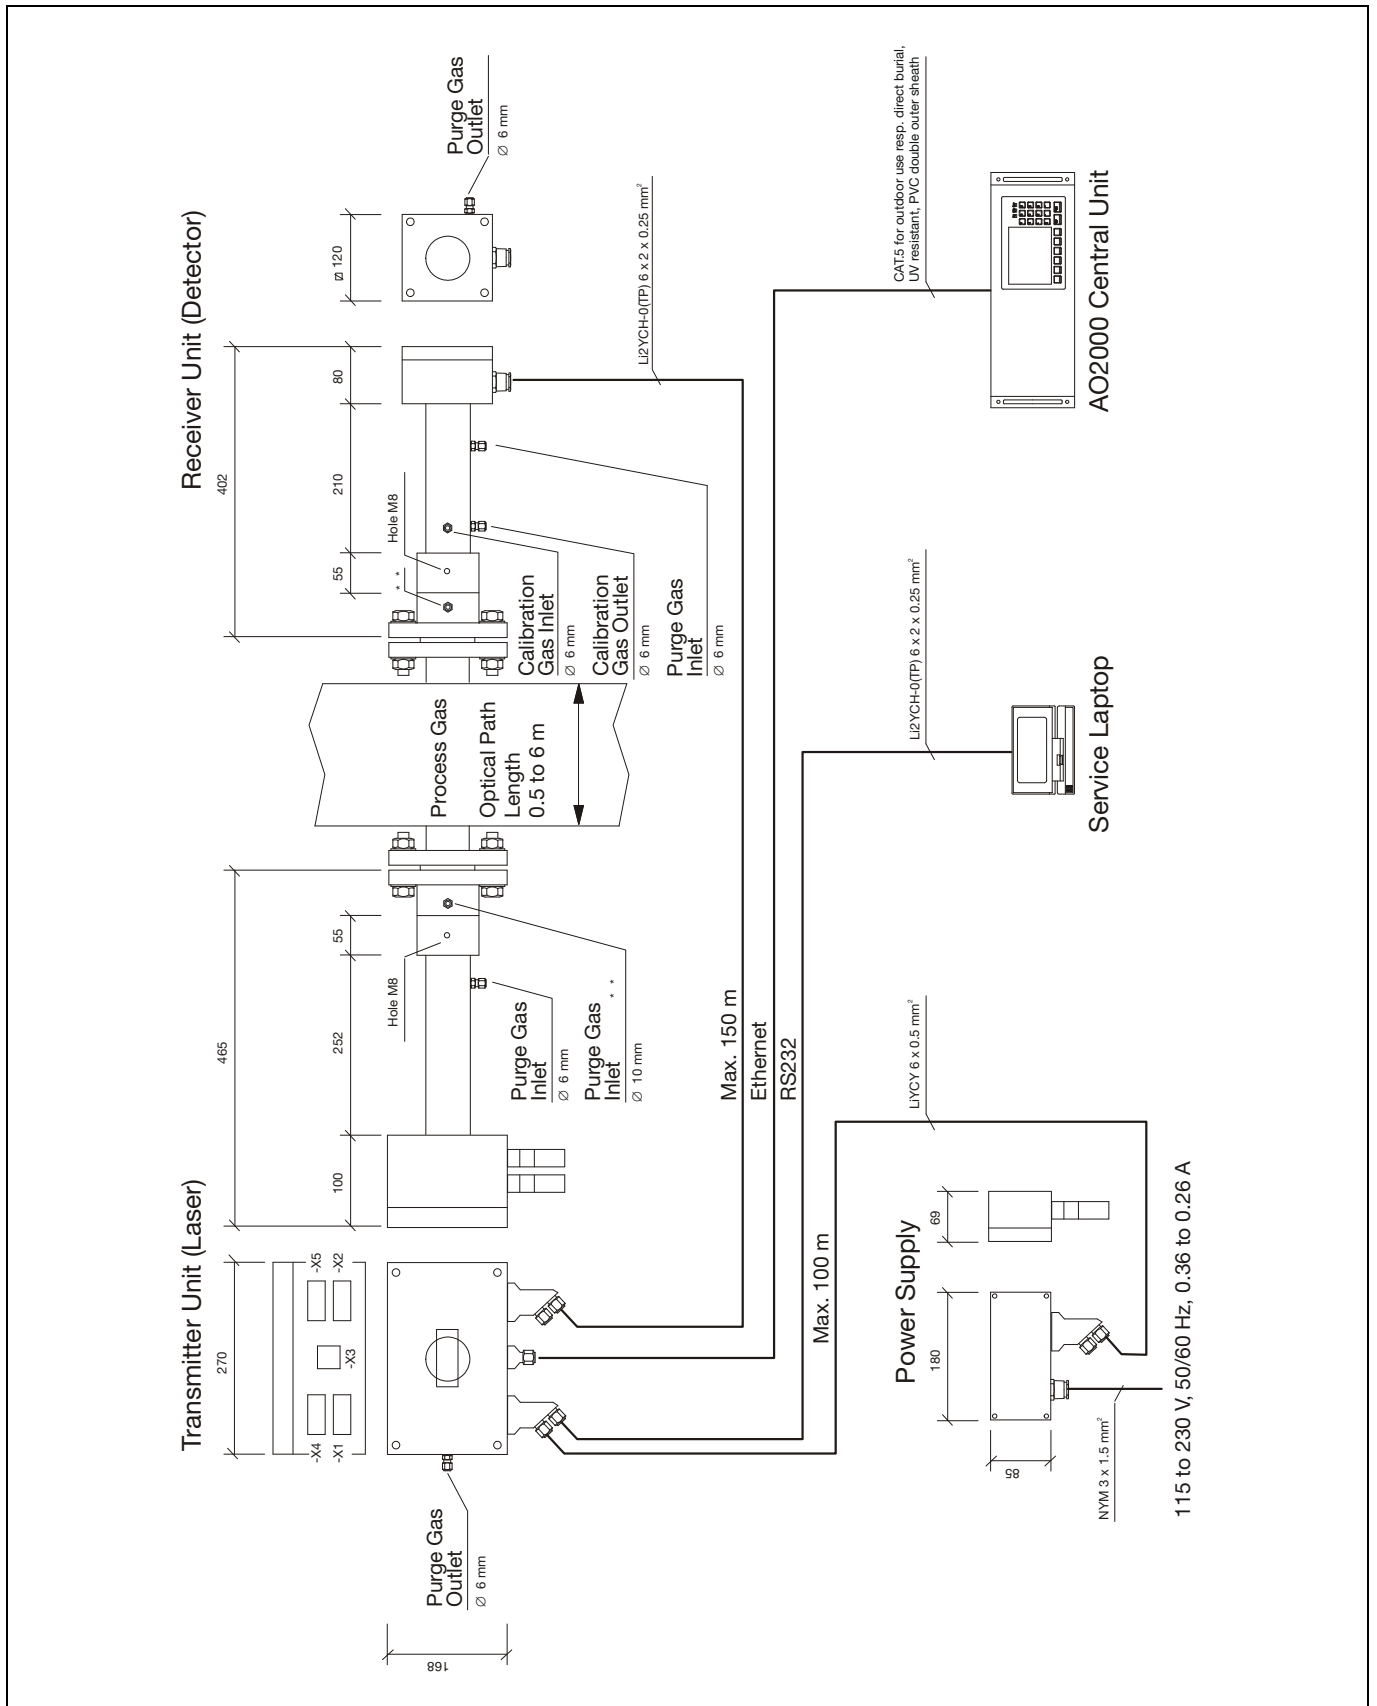 Transmitter Unit (Laser)
Receiver Unit (Detector)
270
465
100
252
55
402
55
210
80
⌀ 120
-X4
-X1
-X3
-X5
-X2
Hole M8
* *
Hole M8
168
Purge Gas
Outlet
∅ 6 mm
Purge Gas
Inlet
∅ 6 mm
Purge Gas * *
Inlet
∅ 10 mm
Process Gas
Optical Path
Length
0.5 to 6 m
Calibration
Gas Inlet
∅ 6 mm
Calibration
Gas Outlet
∅ 6 mm
Purge Gas
Inlet
∅ 6 mm
Purge Gas
Outlet
∅ 6 mm
Li2YCH-0(TP) 6 x 2 x 0.25 mm²
Max. 150 m
Ethernet
RS232
Max. 100 m
Power Supply
180
69
85
LiYCY 6 x 0.5 mm²
NYM 3 x 1.5 mm²
115 to 230 V, 50/60 Hz, 0.36 to 0.26 A
Li2YCH-0(TP) 6 x 2 x 0.25 mm²
Service Laptop
CAT.5 for outdoor use resp. direct burial,
UV resistant, PVC double outer sheath
AO2000 Central Unit